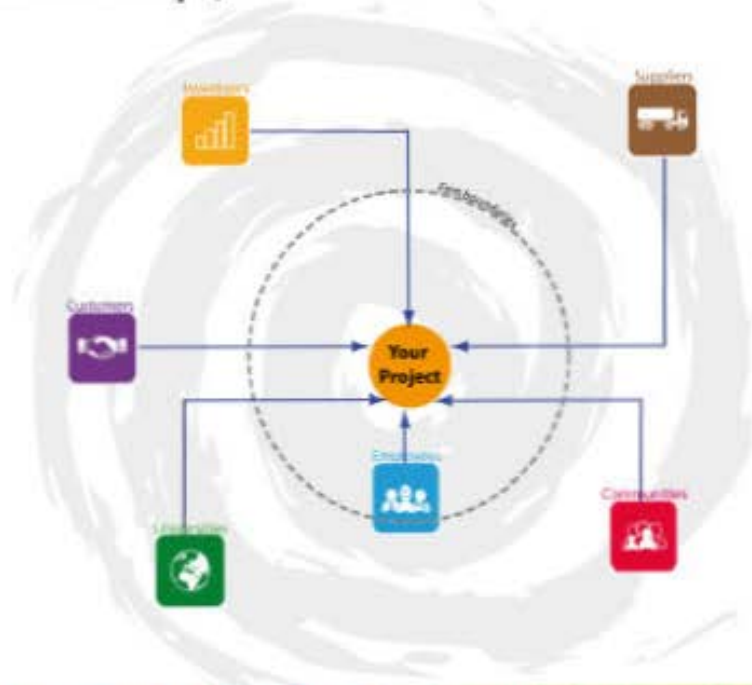 Investors
Suppliers
Customers
Your
Project
Employees
Communities